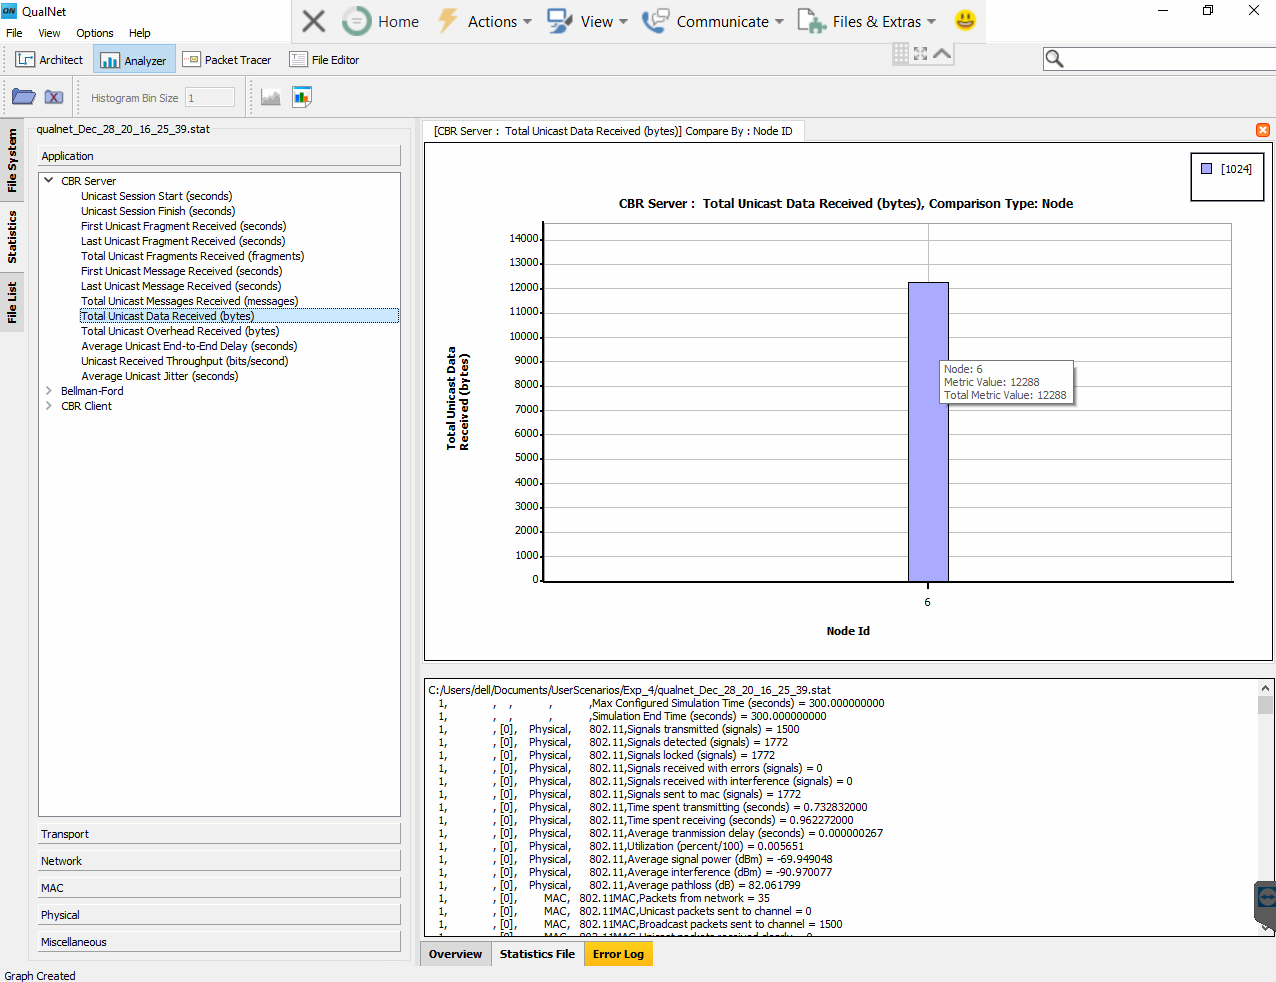 QN QualNet
Home Actions View Communicate Files & Extras
File View Options Help
Architect Analyzer Packet Tracer File Editor
Histogram Bin Size 1
File System
Statistics
File List
qualnet_Dec_28_20_16_25_39.stat
Application
CBR Server
Unicast Session Start (seconds)
Unicast Session Finish (seconds)
First Unicast Fragment Received (seconds)
Last Unicast Fragment Received (seconds)
Total Unicast Fragments Received (fragments)
First Unicast Message Received (seconds)
Last Unicast Message Received (seconds)
Total Unicast Messages Received (messages)
Total Unicast Data Received (bytes)
Total Unicast Overhead Received (bytes)
Average Unicast End-to-End Delay (seconds)
Unicast Received Throughput (bits/second)
Average Unicast Jitter (seconds)
Bellman-Ford
CBR Client
Transport
Network
MAC
Physical
Miscellaneous
Graph Created
[CBR Server : Total Unicast Data Received (bytes)] Compare By : Node ID
[1024]
CBR Server : Total Unicast Data Received (bytes), Comparison Type: Node
Total Unicast Data
Received (bytes)
14000
13000
12000
11000
10000
9000
8000
7000
6000
5000
4000
3000
2000
1000
0
Node: 6
Metric Value: 12288
Total Metric Value: 12288
6
Node Id
C:/Users/dell/Documents/UserScenarios/Exp_4/qualnet_Dec_28_20_16_25_39.stat
1, , , , ,Max Configured Simulation Time (seconds) = 300.000000000
1, , , , ,Simulation End Time (seconds) = 300.000000000
1, , [0], Physical, 802.11,Signals transmitted (signals) = 1500
1, , [0], Physical, 802.11,Signals detected (signals) = 1772
1, , [0], Physical, 802.11,Signals locked (signals) = 1772
1, , [0], Physical, 802.11,Signals received with errors (signals) = 0
1, , [0], Physical, 802.11,Signals received with interference (signals) = 0
1, , [0], Physical, 802.11,Signals sent to mac (signals) = 1772
1, , [0], Physical, 802.11,Time spent transmitting (seconds) = 0.732832000
1, , [0], Physical, 802.11,Time spent receiving (seconds) = 0.962272000
1, , [0], Physical, 802.11,Average tranmission delay (seconds) = 0.000000267
1, , [0], Physical, 802.11,Utilization (percent/100) = 0.005651
1, , [0], Physical, 802.11,Average signal power (dBm) = -69.949048
1, , [0], Physical, 802.11,Average interference (dBm) = -90.970077
1, , [0], Physical, 802.11,Average pathloss (dB) = 82.061799
1, , [0], MAC, 802.11MAC,Packets from network = 35
1, , [0], MAC, 802.11MAC,Unicast packets sent to channel = 0
1, , [0], MAC, 802.11MAC,Broadcast packets sent to channel = 1500
Overview Statistics File Error Log